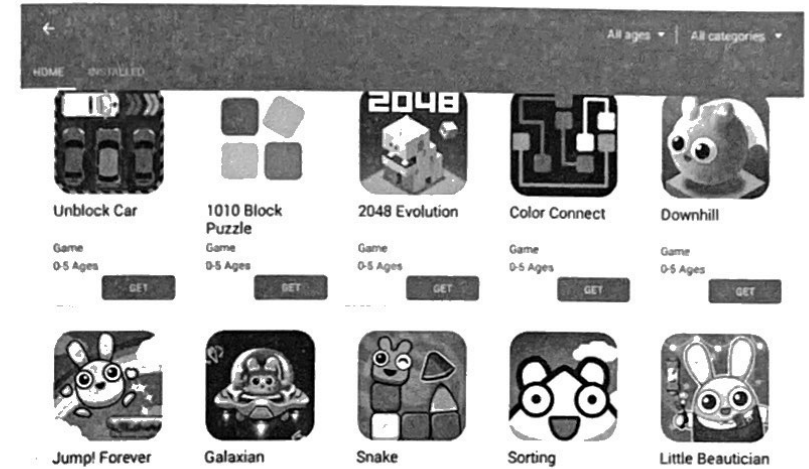 All ages
All categories
HOME
INSTALLED
2048
Unblock Car
1010 Block
Puzzle
2048 Evolution
Color Connect
Downhill
Game
Game
Game
Game
Game
0-5 Ages
0-5 Ages
0-5 Ages
0-5 Ages
0-5 Ages
GET
GET
GET
GET
GET
Jump! Forever
Galaxian
Snake
Sorting
Little Beautician